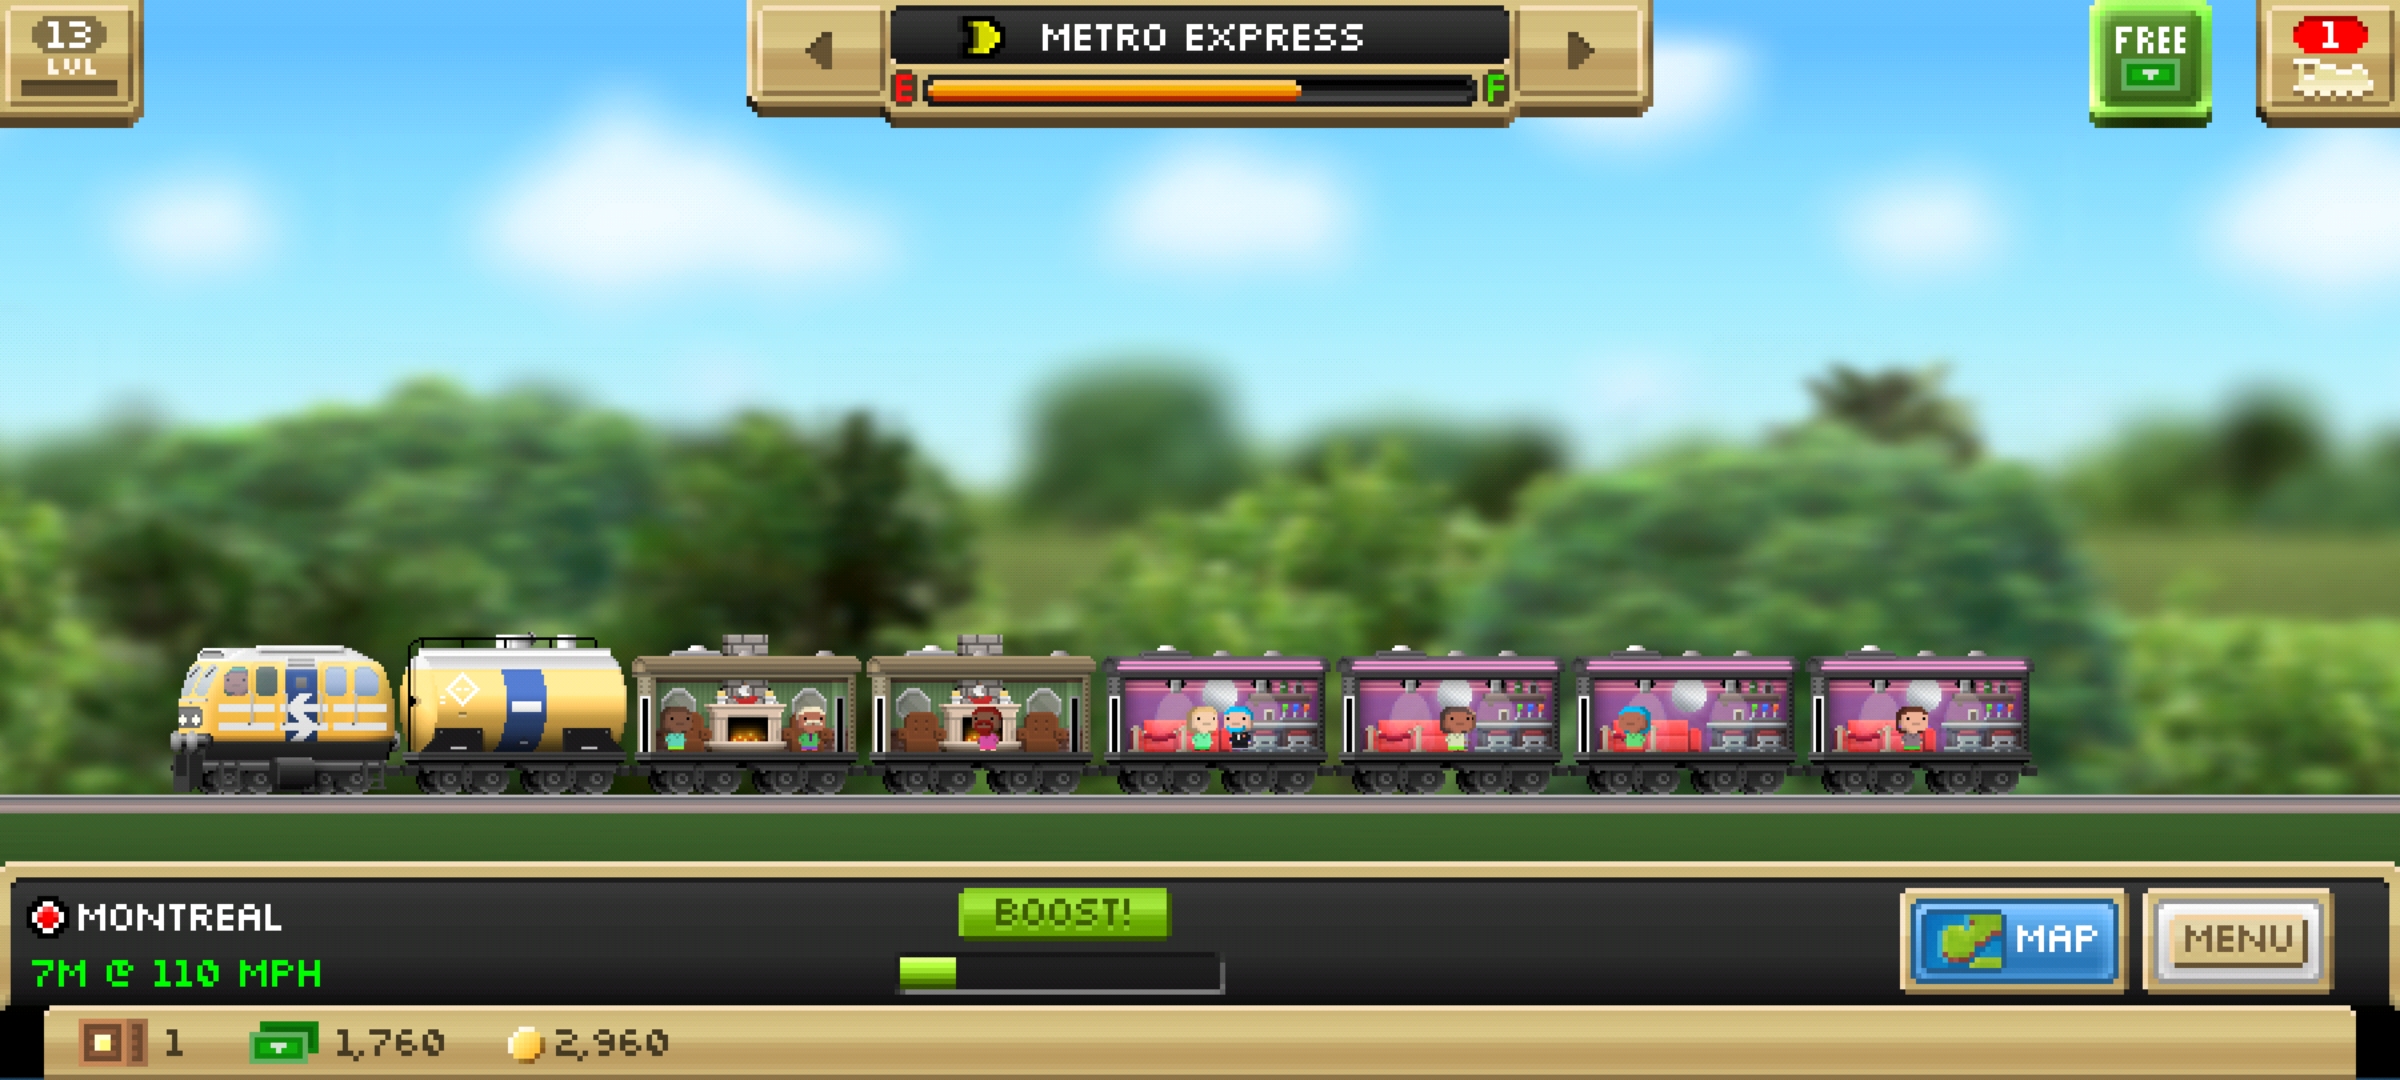 13
LVL
METRO EXPRESS
E F
FREE
1
MONTREAL
7M @ 110 MPH
BOOST!
MAP
MENU
1 1,760 2,960